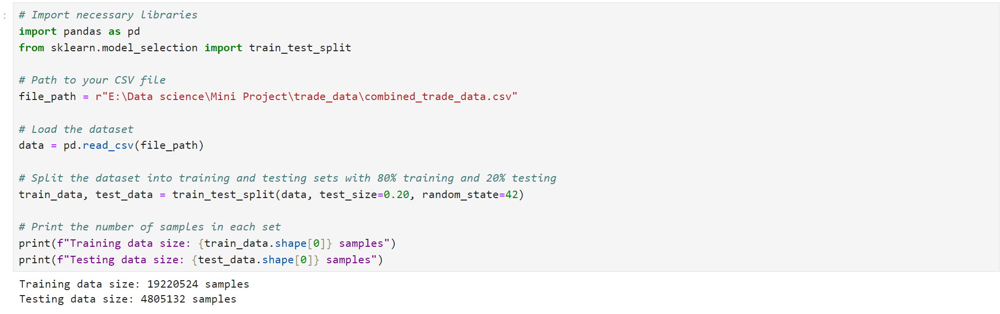 :
# Import necessary libraries
import pandas as pd
from sklearn.model_selection import train_test_split
# Path to your CSV file
file_path = r"E:\Data science\Mini Project\trade_data\combined_trade_data.csv"
# Load the dataset
data = pd.read_csv(file_path)
# Split the dataset into training and testing sets with 80% training and 20% testing
train_data, test_data = train_test_split(data, test_size=0.20, random_state=42)
# Print the number of samples in each set
print(f"Training data size: {train_data.shape[0]} samples")
print(f"Testing data size: {test_data.shape[0]} samples")
Training data size: 19220524 samples
Testing data size: 4805132 samples